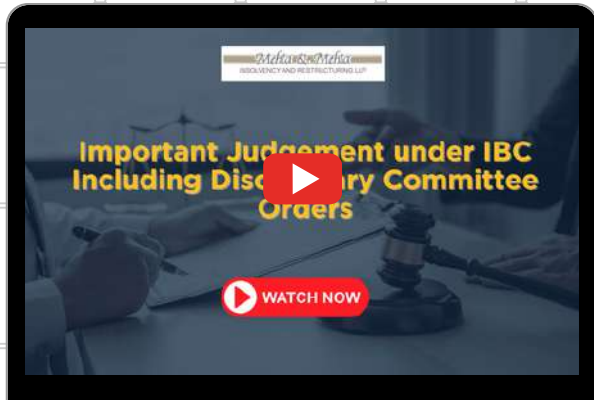 Mehta & Mehta
INSOLVENCY AND RESTRUCTURING LLP
Important Judgement under IBC
Including Committee
Orders
WATCH NOW